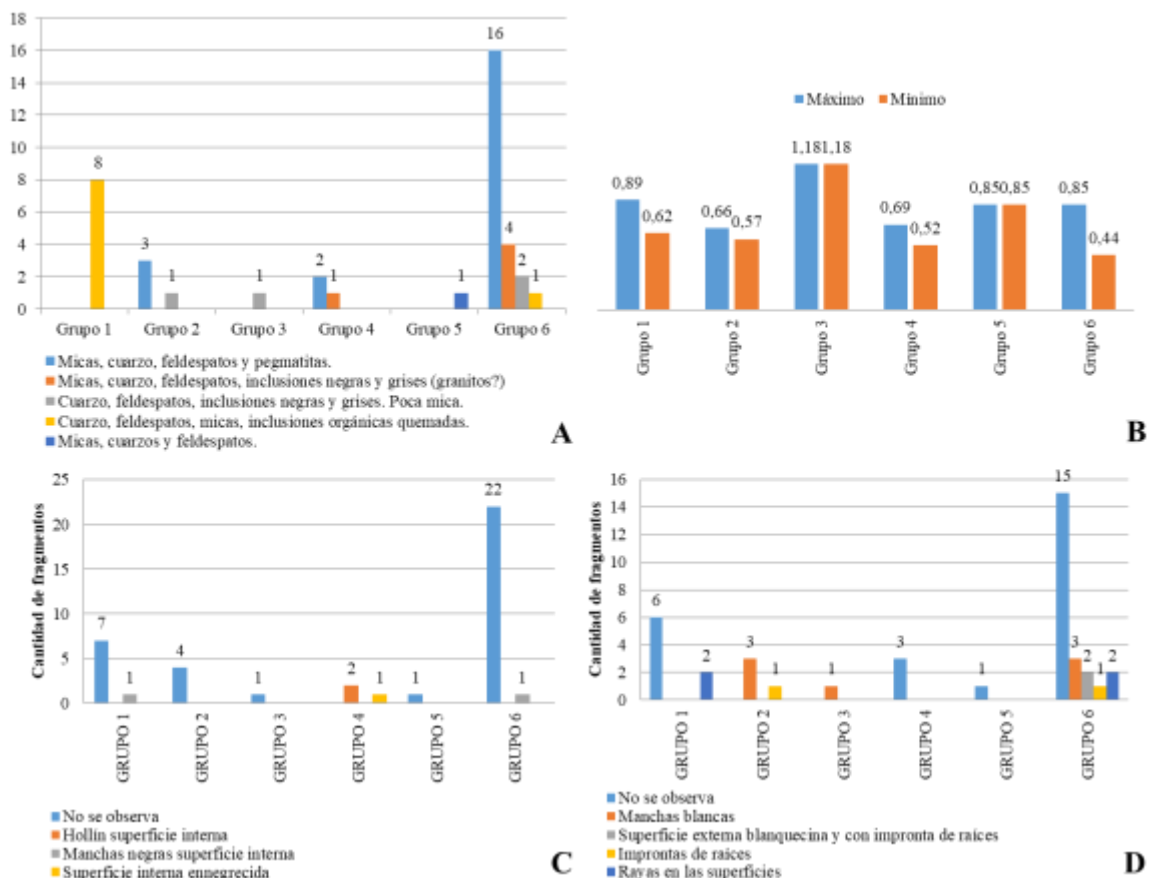 18
16
14
12
10
8
6
4
2
0
8
3
1
1
2
1
1
16
4
2
1
Grupo 1
Grupo 2
Grupo 3
Grupo 4
Grupo 5
Grupo 6
Micas, cuarzo, feldespatos y pegmatitas.
Micas, cuarzo, feldespatos, inclusiones negras y grises (granitos?)
Cuarzo, feldespatos, inclusiones negras y grises. Poca mica.
Cuarzo, feldespatos, micas, inclusiones orgánicas quemadas.
Micas, cuarzos y feldespatos.
A
Máximo
Mínimo
0,89
0,62
0,66
0,57
1,18
1,18
0,69
0,52
0,85
0,85
0,85
0,44
Grupo 1
Grupo 2
Grupo 3
Grupo 4
Grupo 5
Grupo 6
B
Cantidad de fragmentos
25
20
15
10
5
0
7
1
4
1
2
1
1
22
1
GRUPO 1
GRUPO 2
GRUPO 3
GRUPO 4
GRUPO 5
GRUPO 6
No se observa
Hollín superficie interna
Manchas negras superficie interna
Superficie interna ennegrecida
C
Cantidad de fragmentos
16
14
12
10
8
6
4
2
0
6
2
3
1
1
3
1
15
3
2
1
2
GRUPO 1
GRUPO 2
GRUPO 3
GRUPO 4
GRUPO 5
GRUPO 6
No se observa
Manchas blancas
Superficie externa blanquecina y con impronta de raíces
Improntas de raíces
Rayas en las superficies
D